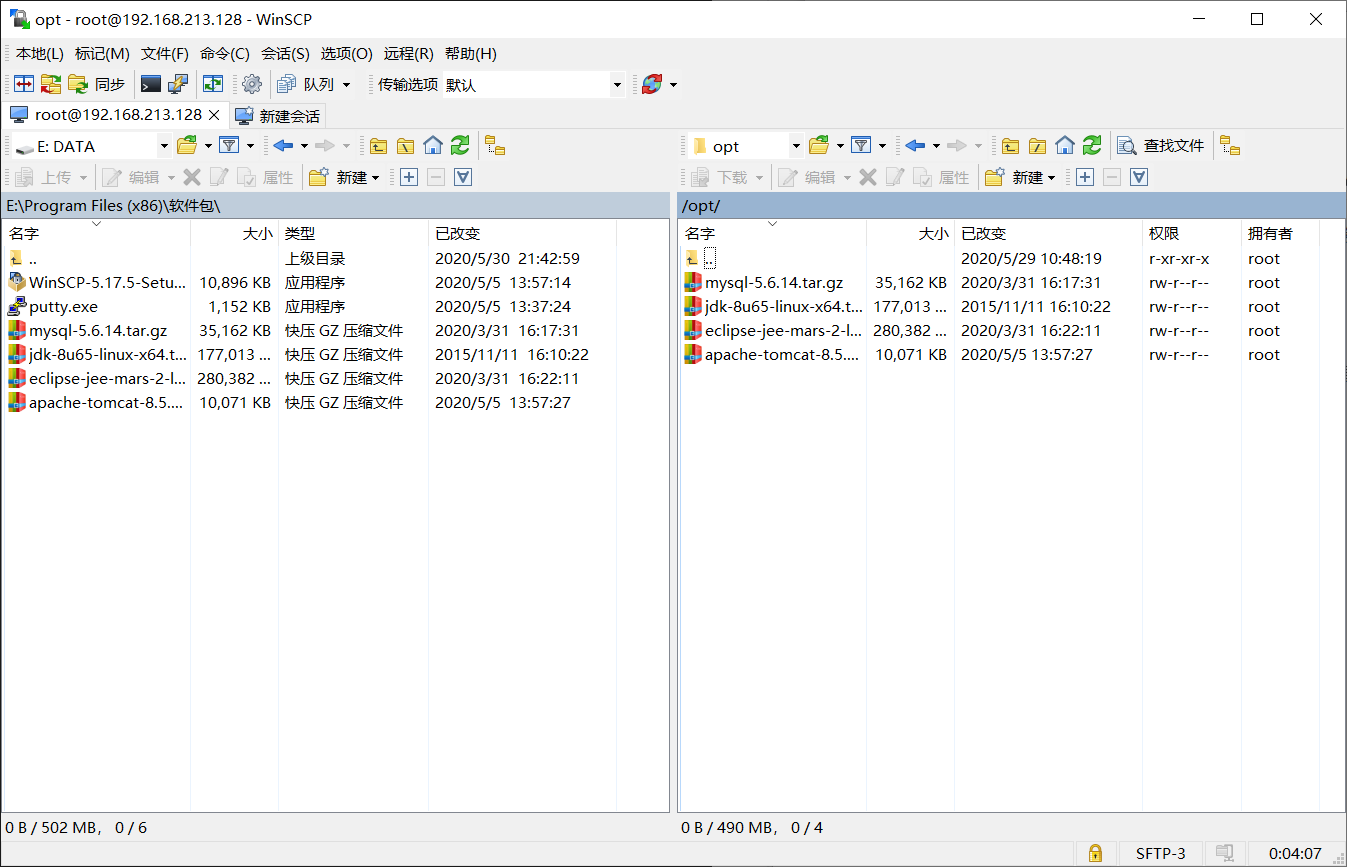 opt - root@192.168.213.128 - WinSCP
本地(L) 标记(M) 文件(F) 命令(C) 会话(S) 选项(O) 远程(R) 帮助(H)
同步 队列 传输选项 默认
root@192.168.213.128 新建会话
E: DATA opt 查找文件
上传 编辑 属性 新建 下载 编辑 属性 新建
E:\Program Files (x86)\软件包\ /opt/
名字 大小 类型 已改变 名字 大小 已改变 权限 拥有者
.. 上级目录 2020/5/30 21:42:59 .. 2020/5/29 10:48:19 r-xr-xr-x root
WinSCP-5.17.5-Setu... 10,896 KB 应用程序 2020/5/5 13:57:14 mysql-5.6.14.tar.gz 35,162 KB 2020/3/31 16:17:31 rw-r--r-- root
putty.exe 1,152 KB 应用程序 2020/5/5 13:37:24 jdk-8u65-linux-x64.t... 177,013 ... 2015/11/11 16:10:22 rw-r--r-- root
mysql-5.6.14.tar.gz 35,162 KB 快压 GZ 压缩文件 2020/3/31 16:17:31 eclipse-jee-mars-2-l... 280,382 ... 2020/3/31 16:22:11 rw-r--r-- root
jdk-8u65-linux-x64.t... 177,013 ... 快压 GZ 压缩文件 2015/11/11 16:10:22 apache-tomcat-8.5.... 10,071 KB 2020/5/5 13:57:27 rw-r--r-- root
eclipse-jee-mars-2-l... 280,382 ... 快压 GZ 压缩文件 2020/3/31 16:22:11
apache-tomcat-8.5.... 10,071 KB 快压 GZ 压缩文件 2020/5/5 13:57:27
0 B / 502 MB, 0 / 6 0 B / 490 MB, 0 / 4
SFTP-3 0:04:07